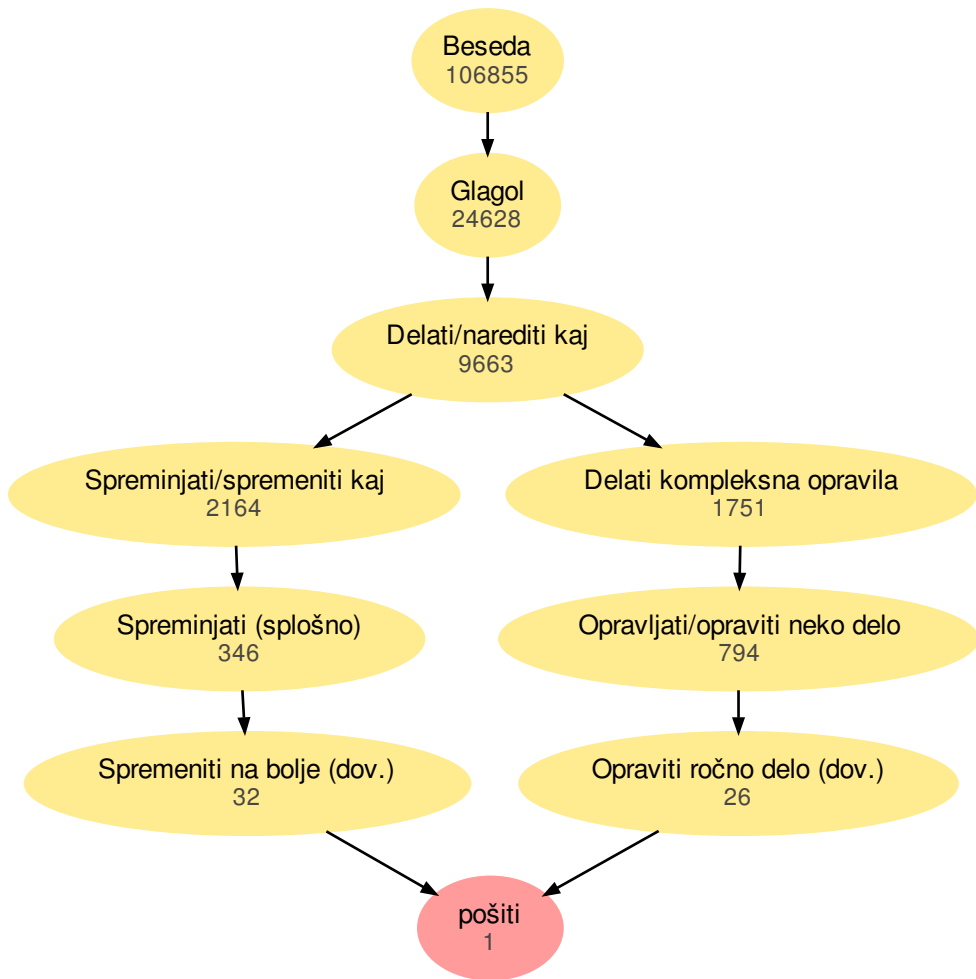 Beseda
106855
Glagol
24628
Delati/narediti kaj
9663
Spreminjati/spremeniti kaj
2164
Delati kompleksna opravila
1751
Spreminjati (splošno)
346
Opravljati/opraviti neko delo
794
Spremeniti na bolje (dov.)
32
Opraviti ročno delo (dov.)
26
pošiti
1